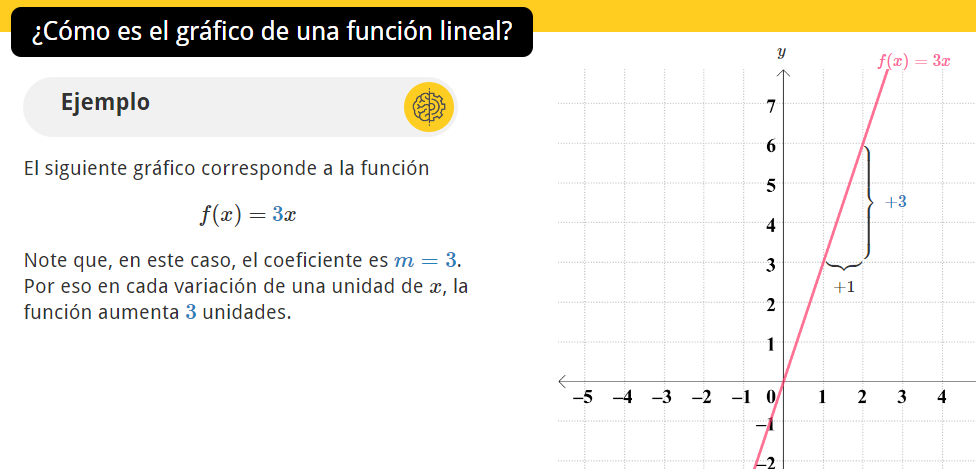 ¿Cómo es el gráfico de una función lineal?
Ejemplo
El siguiente gráfico corresponde a la función
f(x) = 3x
Note que, en este caso, el coeficiente es m = 3.
Por eso en cada variación de una unidad de x, la
función aumenta 3 unidades.
y
f(x) = 3x
7
6
5
+3
4
3
+1
2
1
−5 −4 −3 −2 −1 0 1 2 3 4
−1
−2